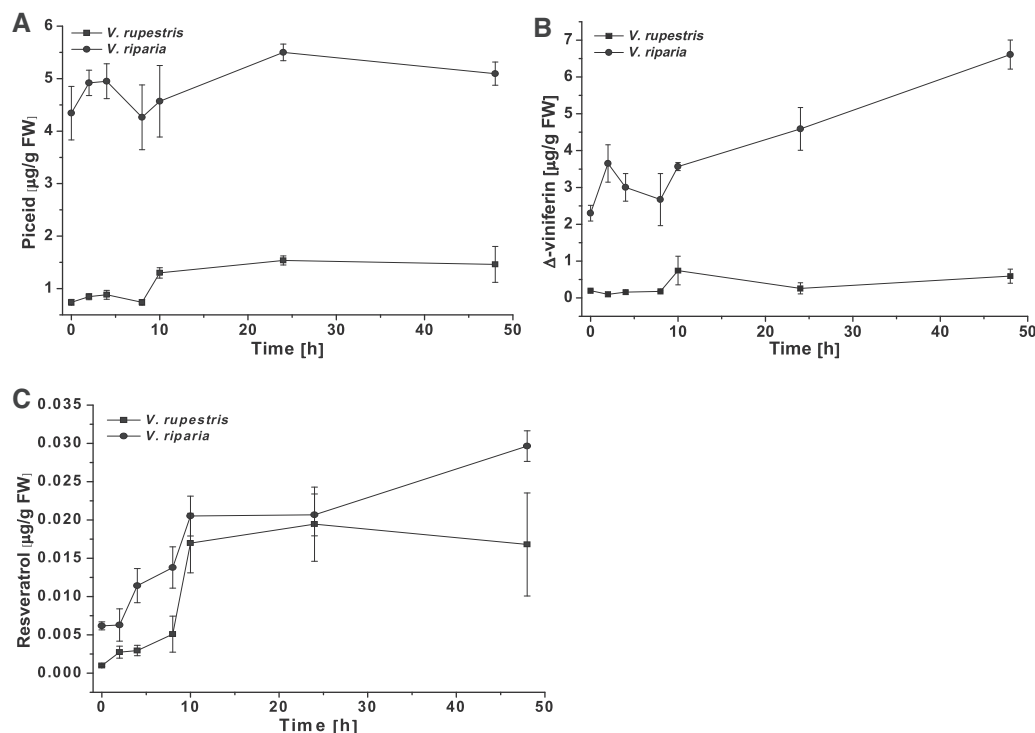 A
V. rupestris
V. riparia
6
5
4
3
2
1
Piceid [µg/g FW]
0 10 20 30 40 50
Time [h]
B
V. rupestris
V. riparia
7
6
5
4
3
2
1
0
Δ-viniferin [µg/g FW]
0 10 20 30 40 50
Time [h]
C
V. rupestris
V. riparia
0.035
0.030
0.025
0.020
0.015
0.010
0.005
0.000
Resveratrol [µg/g FW]
0 10 20 30 40 50
Time [h]